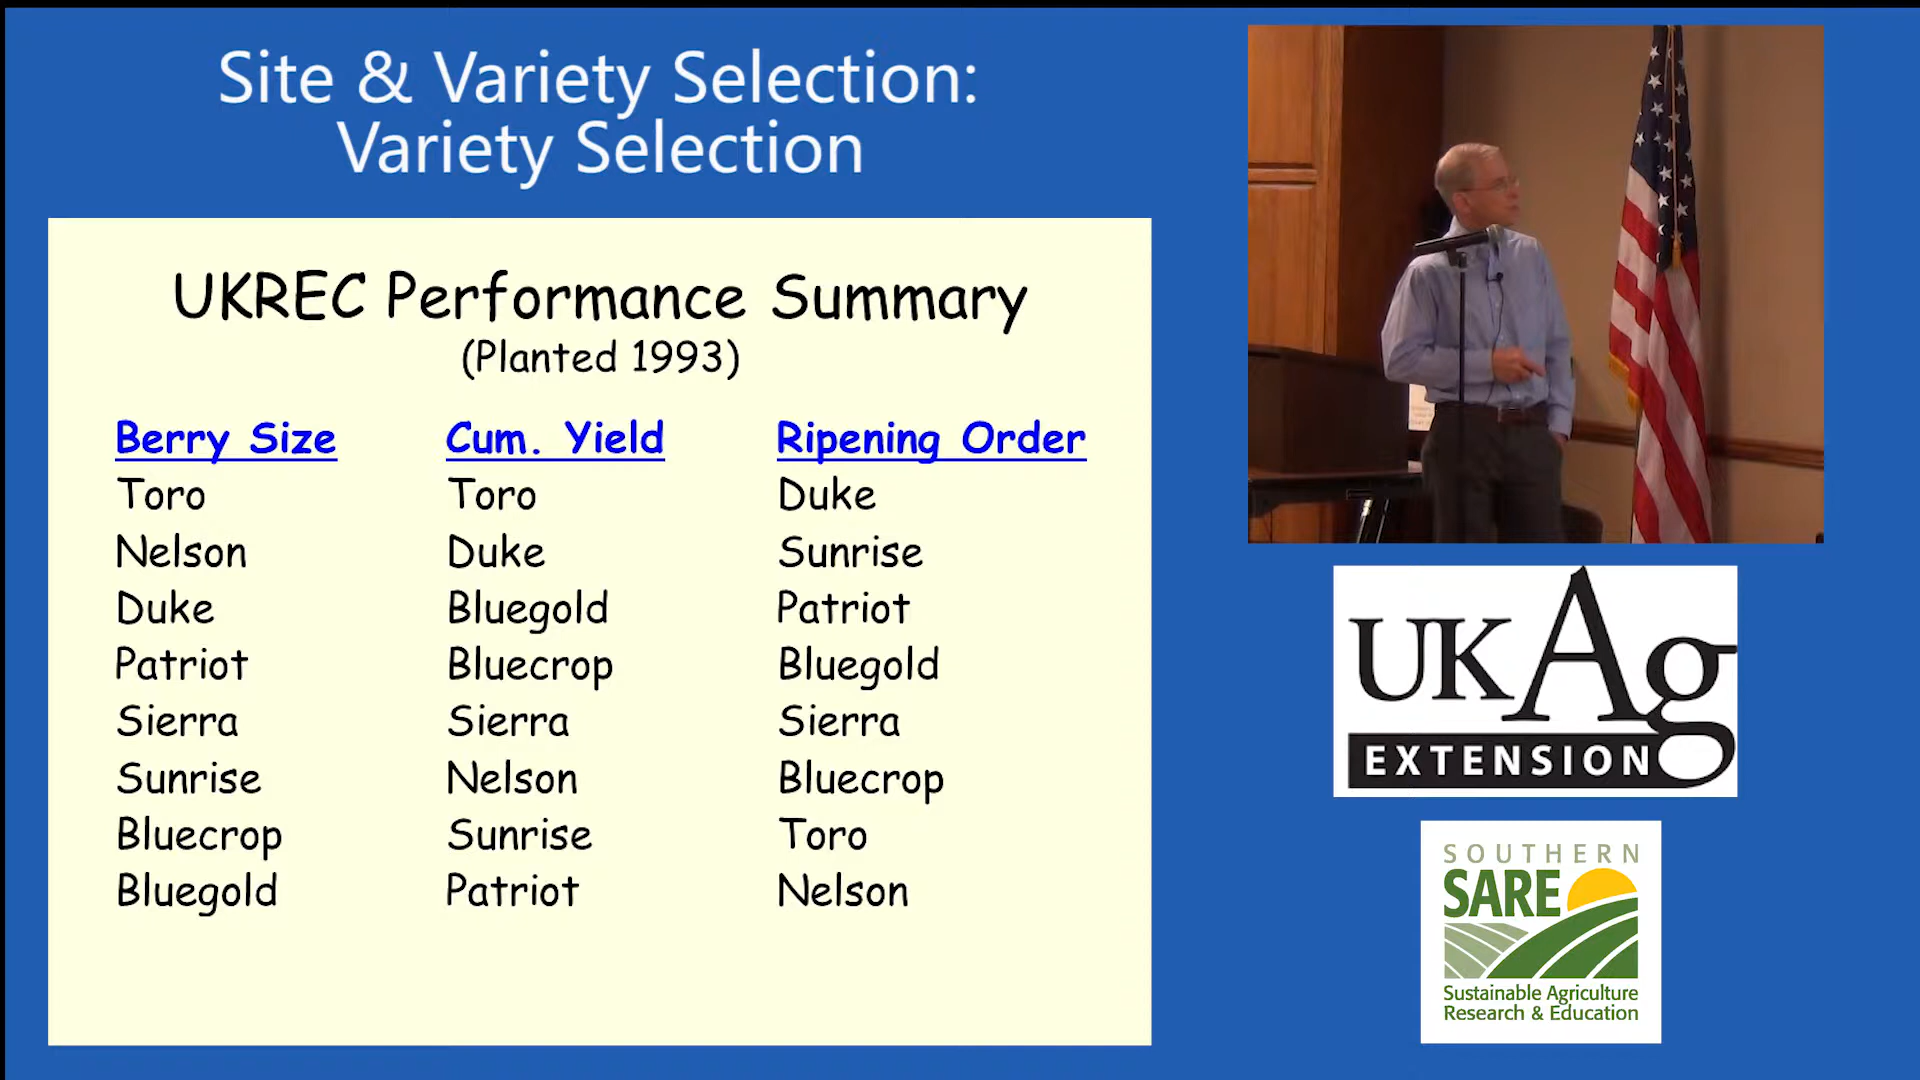 Site & Variety Selection:
Variety Selection
UKREC Performance Summary
(Planted 1993)
Berry Size Cum. Yield Ripening Order
Toro Toro Duke
Nelson Duke Sunrise
Duke Bluegold Patriot
Patriot Bluecrop Bluegold
Sierra Sierra Sierra
Sunrise Nelson Bluecrop
Bluecrop Sunrise Toro
Bluegold Patriot Nelson
UKAg
EXTENSION
SOUTHERN
SARE
Sustainable Agriculture
Research & Education